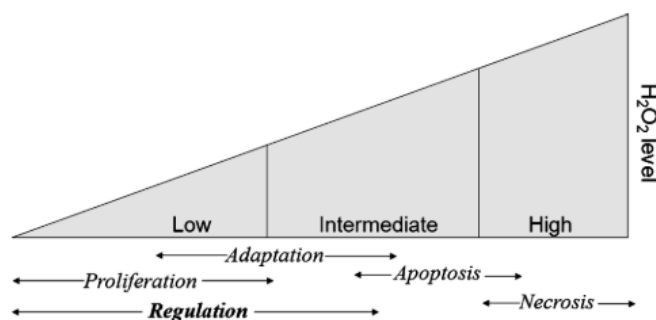 H₂O₂ level
Low Intermediate High
Adaptation
Proliferation Apoptosis
Regulation Necrosis